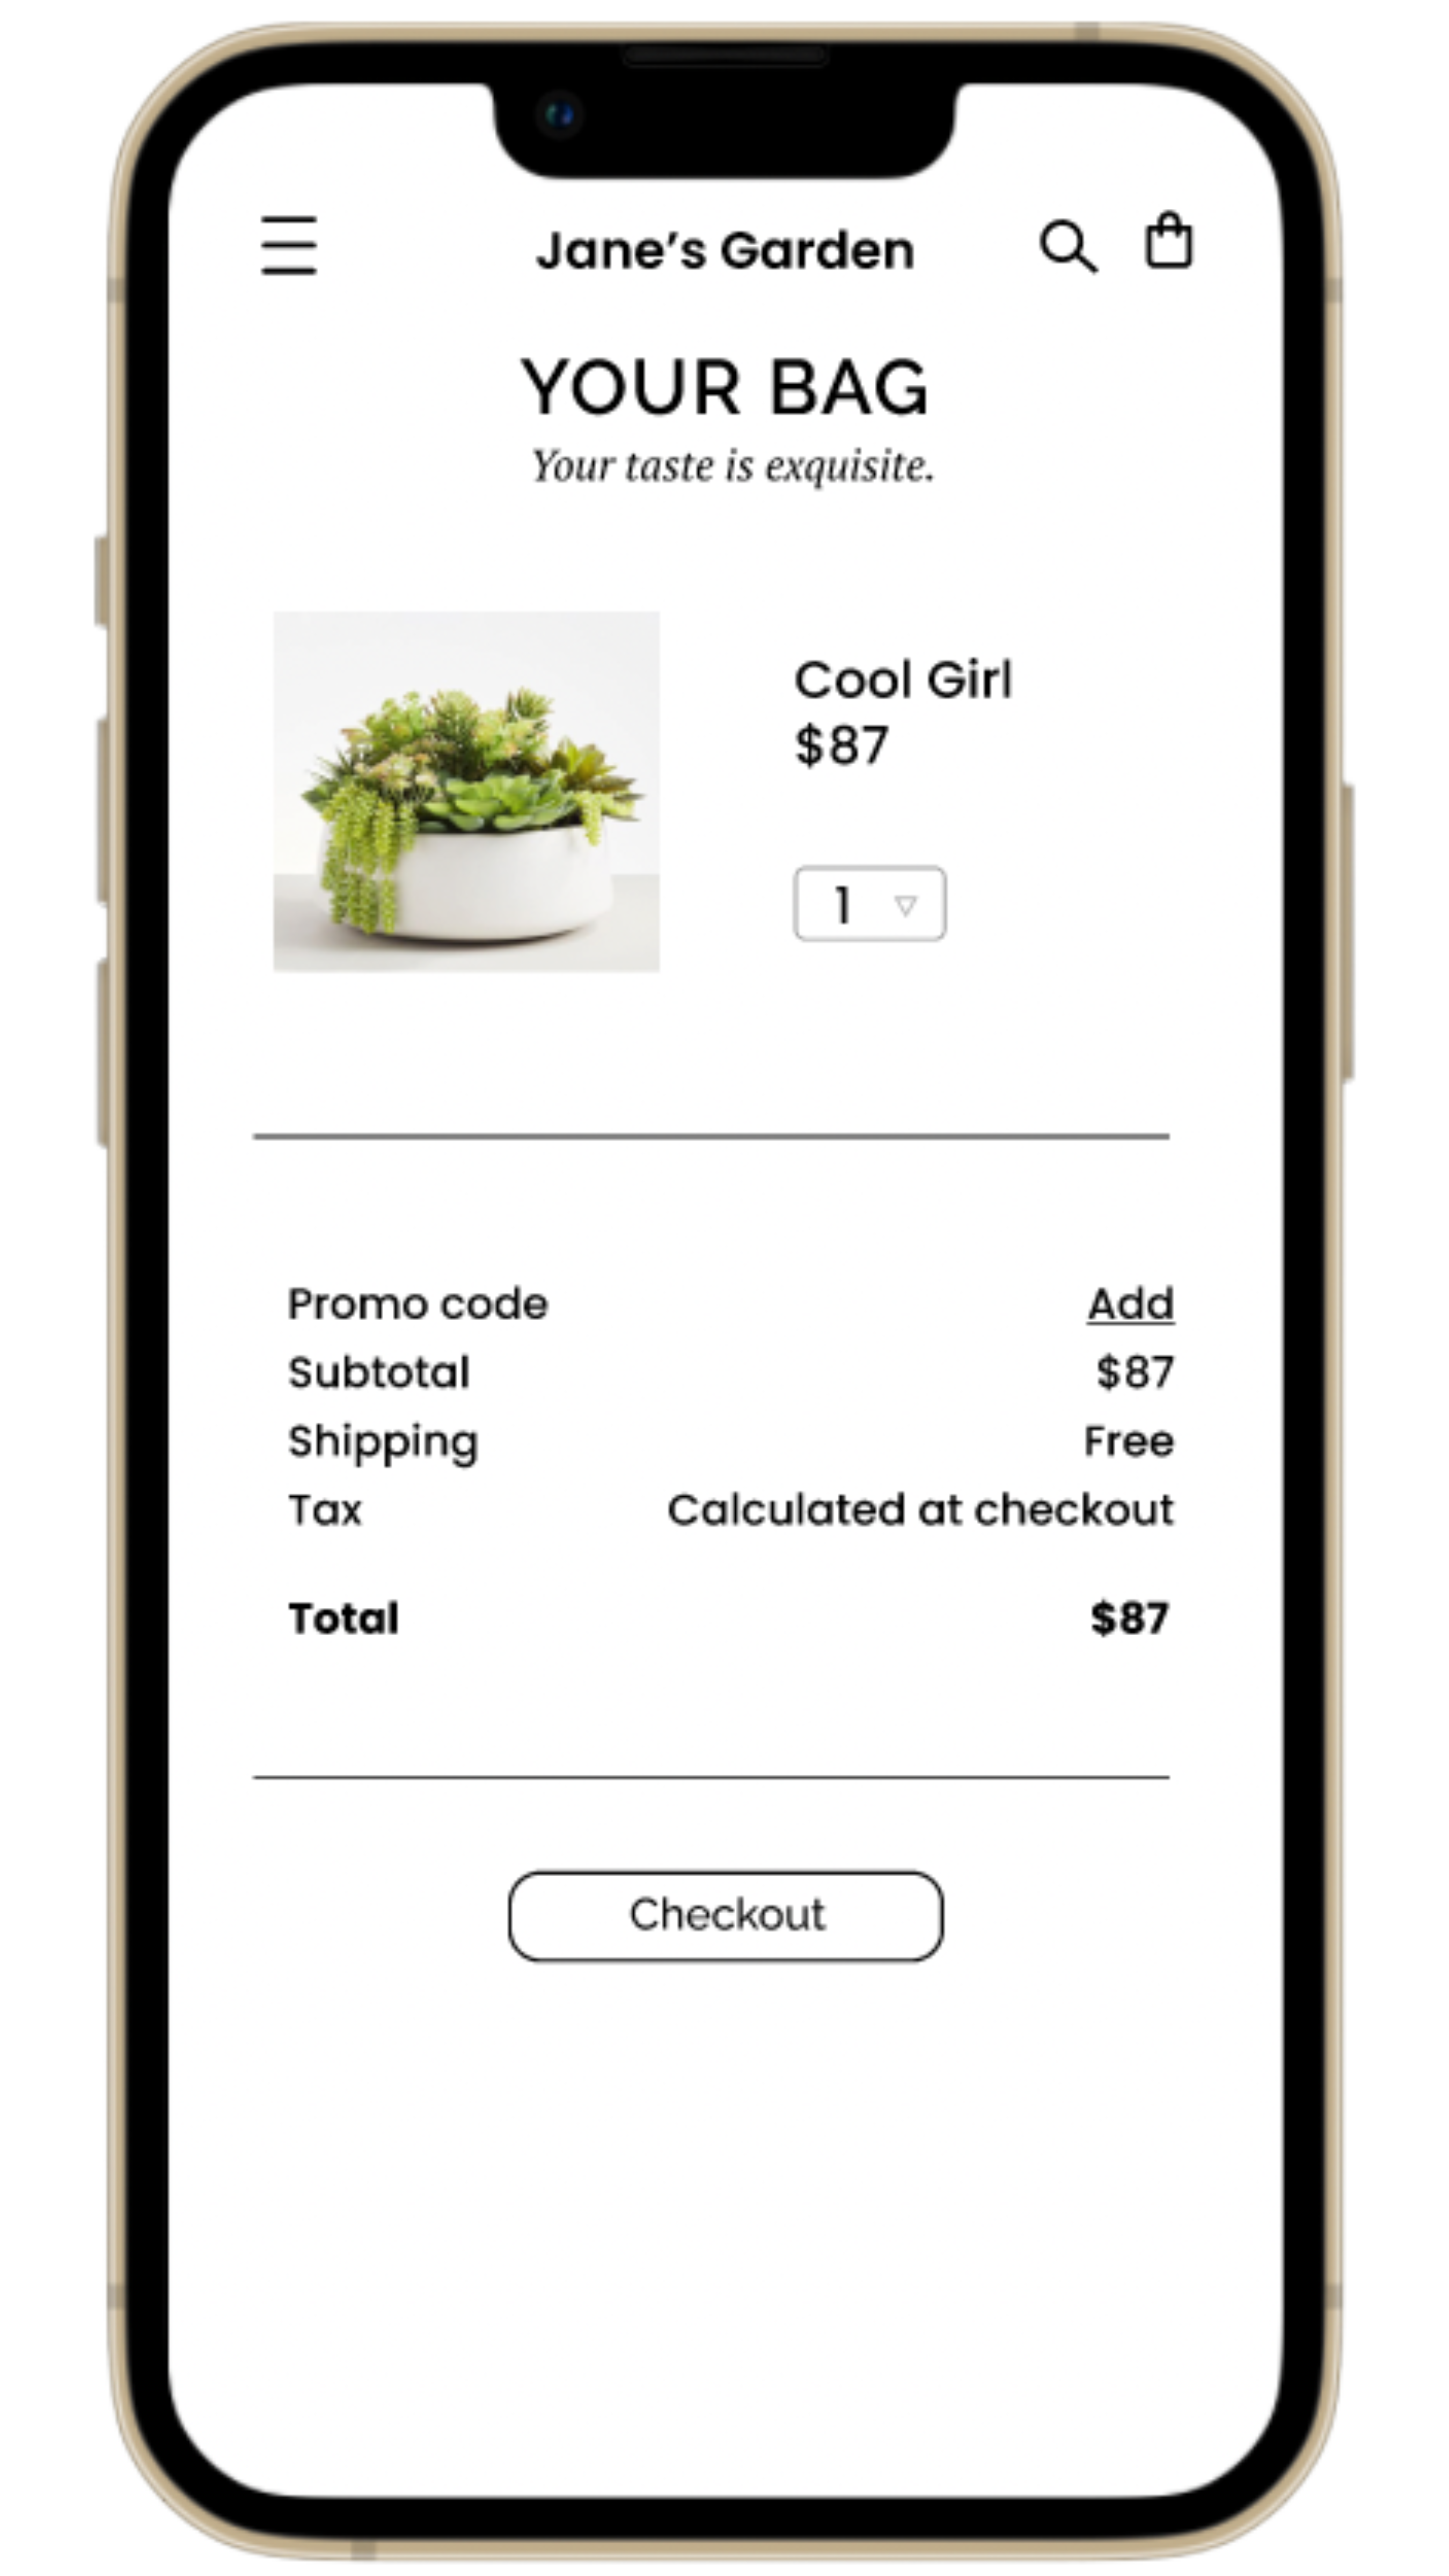 Jane’s Garden
YOUR BAG
Your taste is exquisite.
Cool Girl
$87
1
Promo code Add
Subtotal $87
Shipping Free
Tax Calculated at checkout
Total $87
Checkout